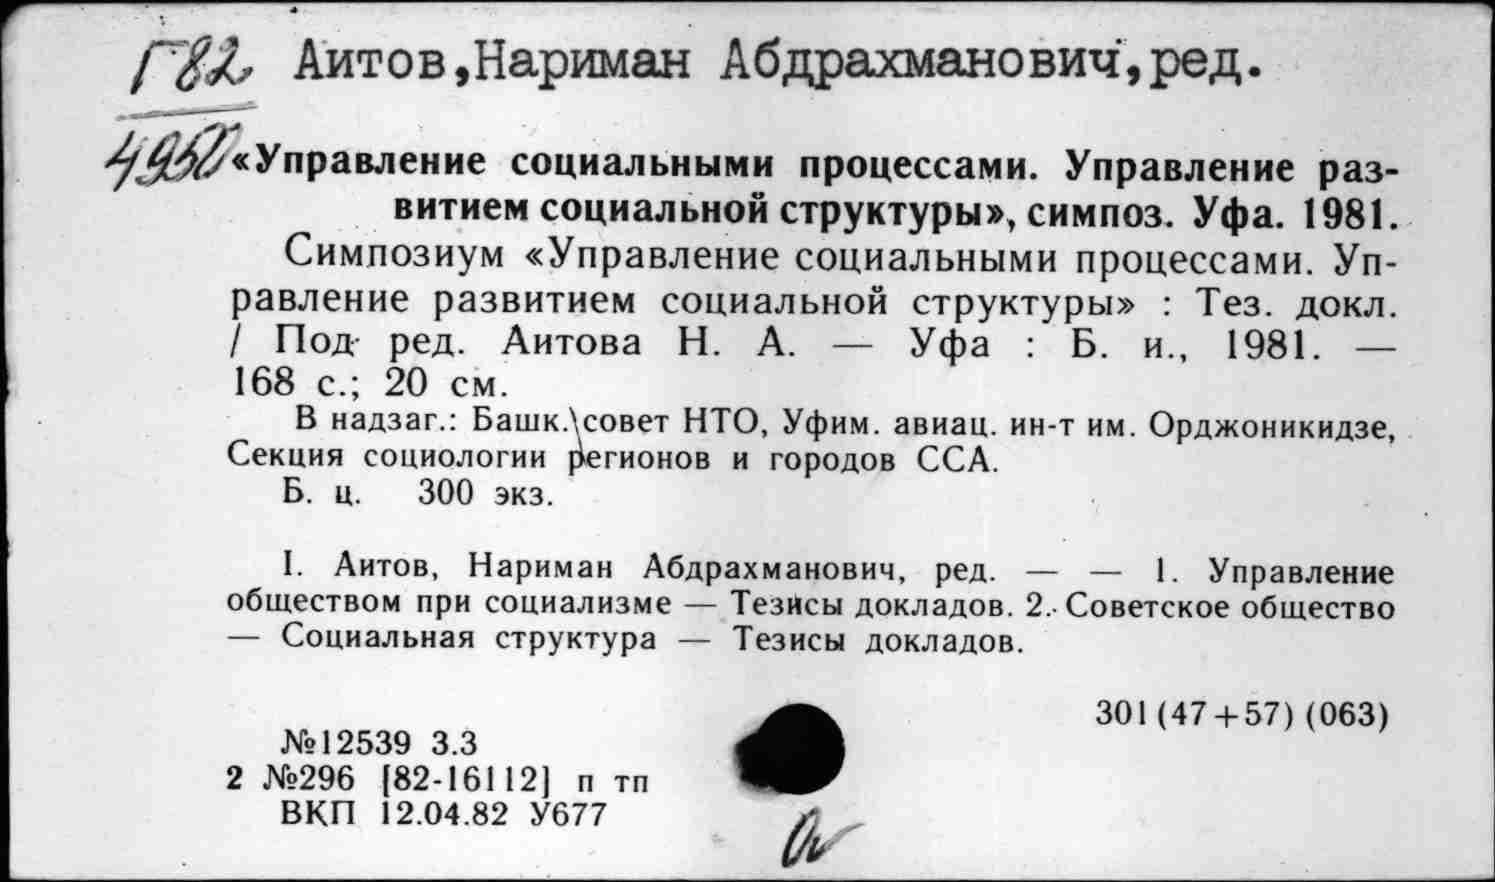 Г82 Аитов,Нариман Абдрахманович,ред.
«Управление социальными процессами. Управление раз-
витием социальной структуры», симпоз. Уфа. 1981.
Симпозиум «Управление социальными процессами. Уп-
равление развитием социальной структуры» : Тез. докл.
/ Под ред. Аитова Н. А. — Уфа : Б. и., 1981. —
168 с.; 20 см.
В надзаг.: Башк. совет НТО, Уфим. авиац. ин-т им. Орджоникидзе,
Секция социологии регионов и городов ССА.
Б. ц. 300 экз.
I. Аитов, Нариман Абдрахманович, ред. — — 1. Управление
обществом при социализме — Тезисы докладов. 2. Советское общество
— Социальная структура — Тезисы докладов.
301(47+57)(063)
№12539 3.3
2 №296 [82-16112] п тп
ВКП 12.04.82 У677